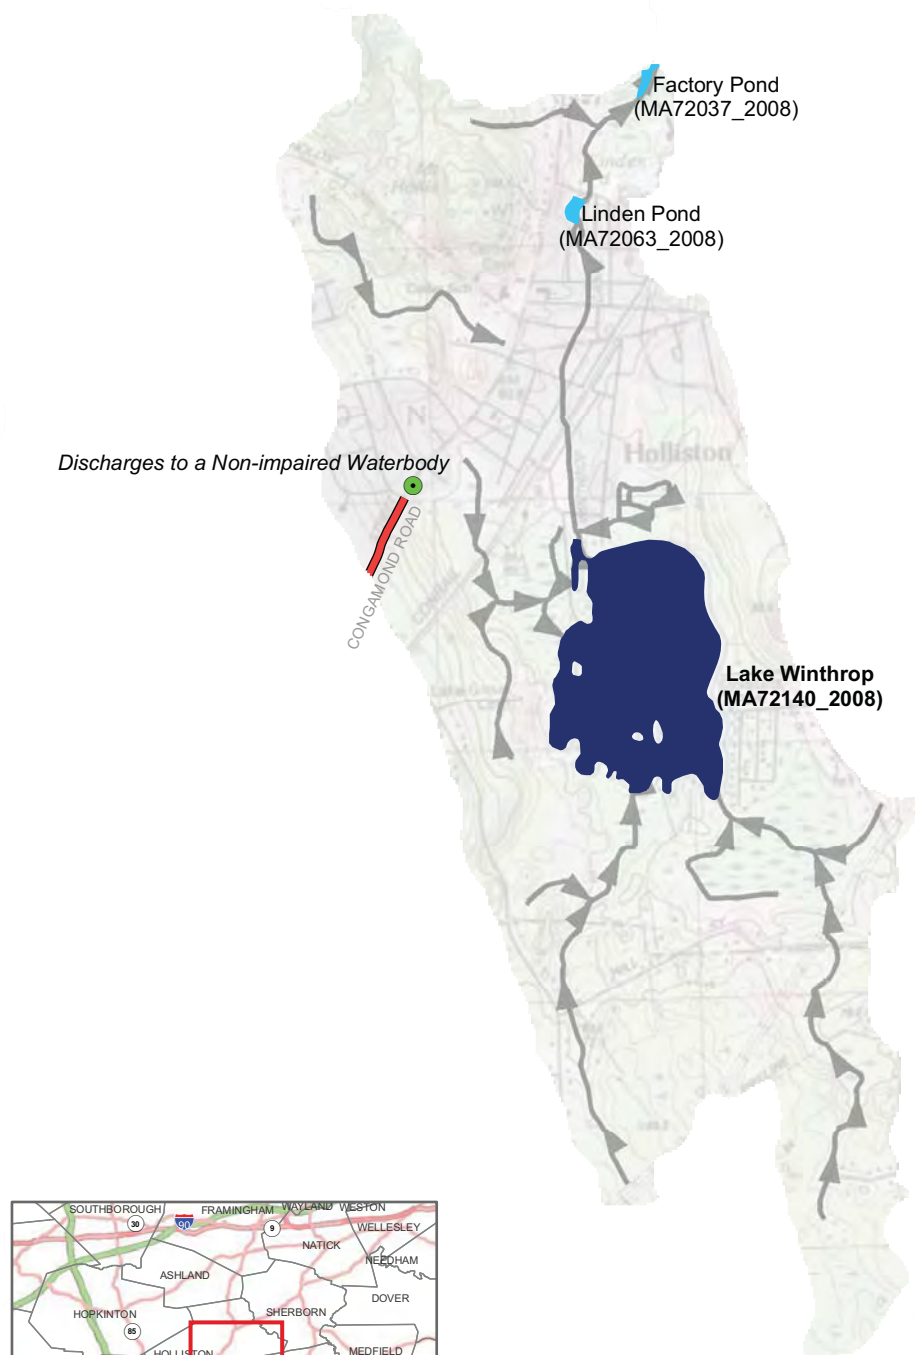 Factory Pond
(MA72037_2008)
Linden Pond
(MA72063_2008)
Discharges to a Non-impaired Waterbody
Holliston
CONGAMOND ROAD
Lake Winthrop
(MA72140_2008)
SOUTHBOROUGH
FRAMINGHAM
WAYLAND
WESTON
30
90
9
WELLESLEY
NATICK
NEEDHAM
ASHLAND
DOVER
HOPKINTON
SHERBORN
85
HOLLISTON
MEDFIELD